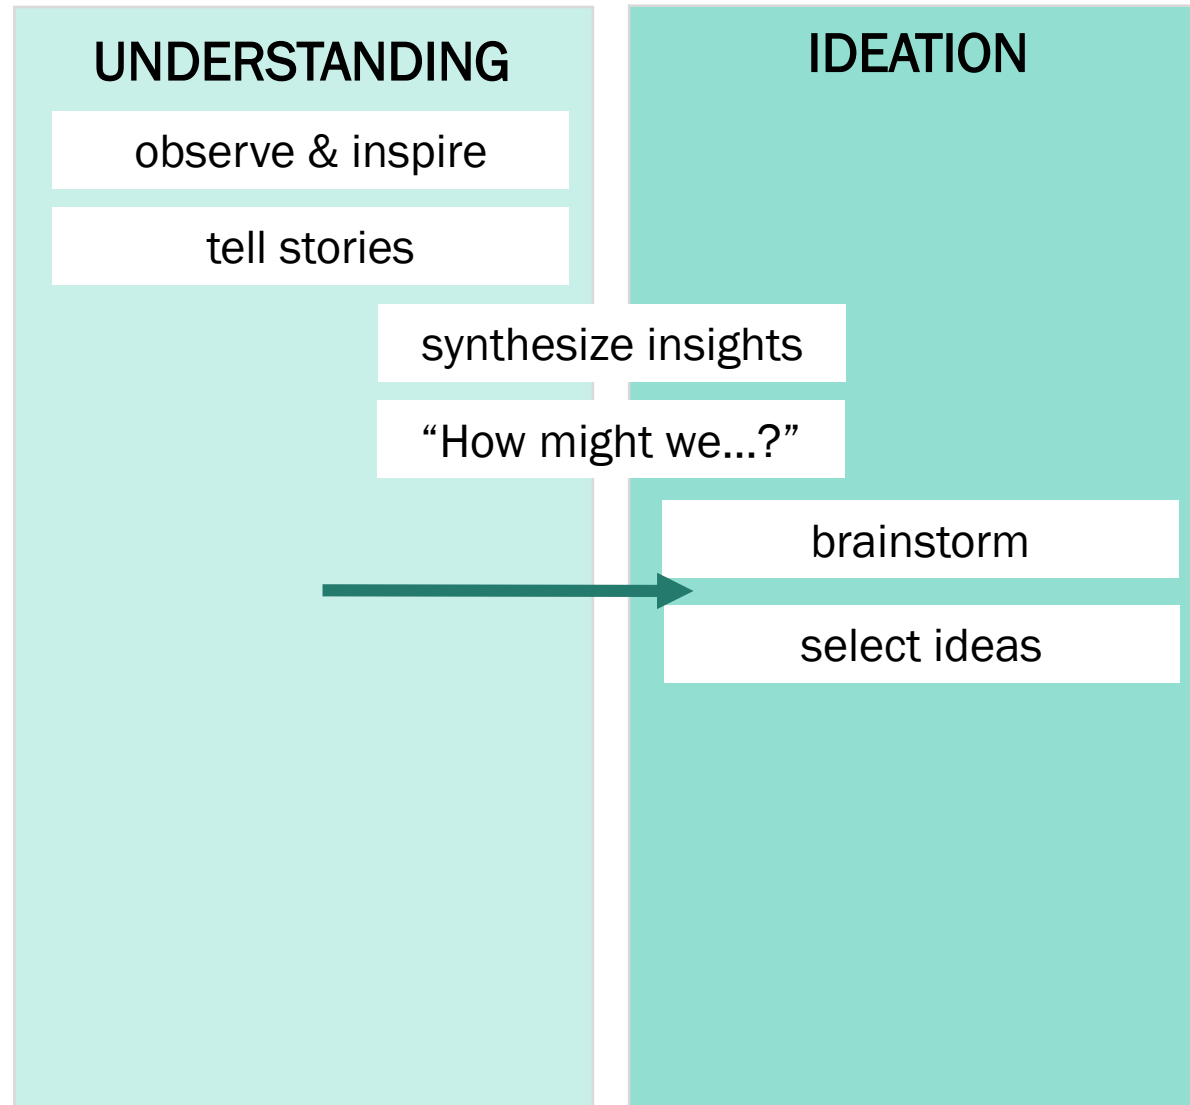 UNDERSTANDING
IDEATION
observe & inspire
tell stories
synthesize insights
“How might we…?”
brainstorm
select ideas